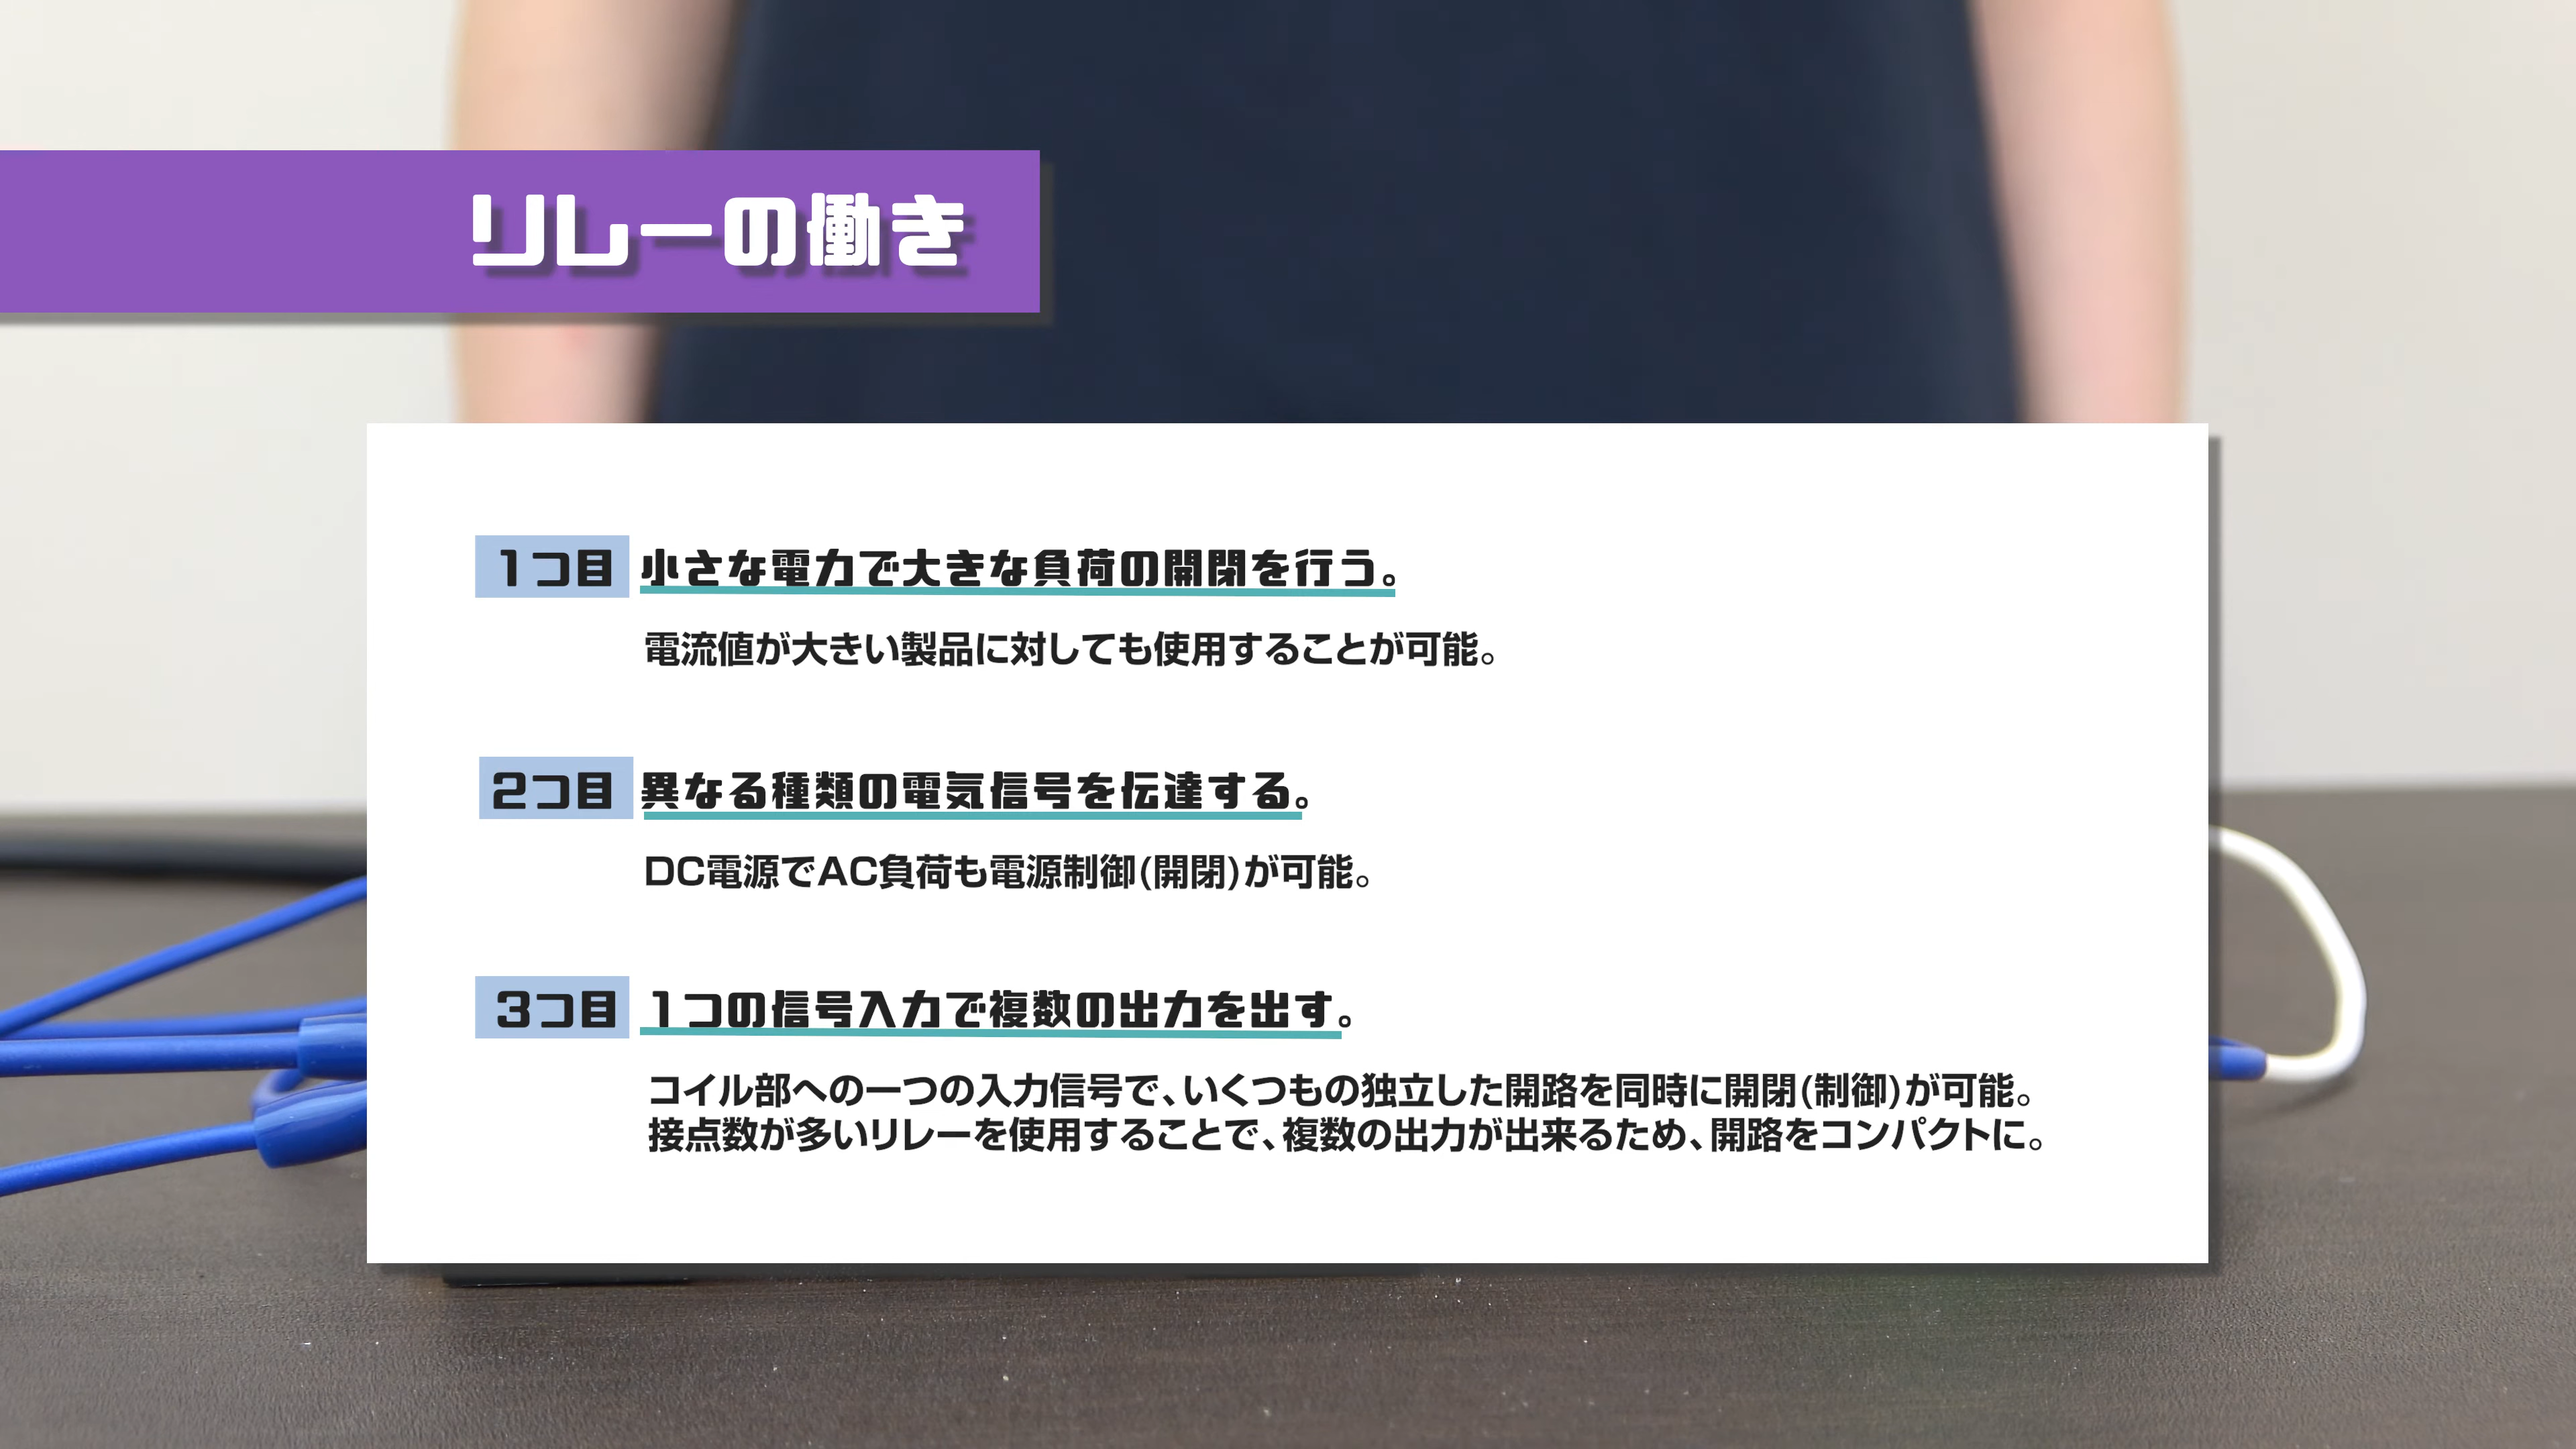 リレーの働き
1つ目 小さな電力で大きな負荷の開閉を行う。
電流値が大きい製品に対しても使用することが可能。
2つ目 異なる種類の電気信号を伝達する。
DC電源でAC負荷も電源制御(開閉)が可能。
3つ目 1つの信号入力で複数の出力を出す。
コイル部への一つの入力信号で、いくつもの独立した開路を同時に開閉(制御)が可能。
接点数が多いリレーを使用することで、複数の出力が出来るため、開路をコンパクトに。